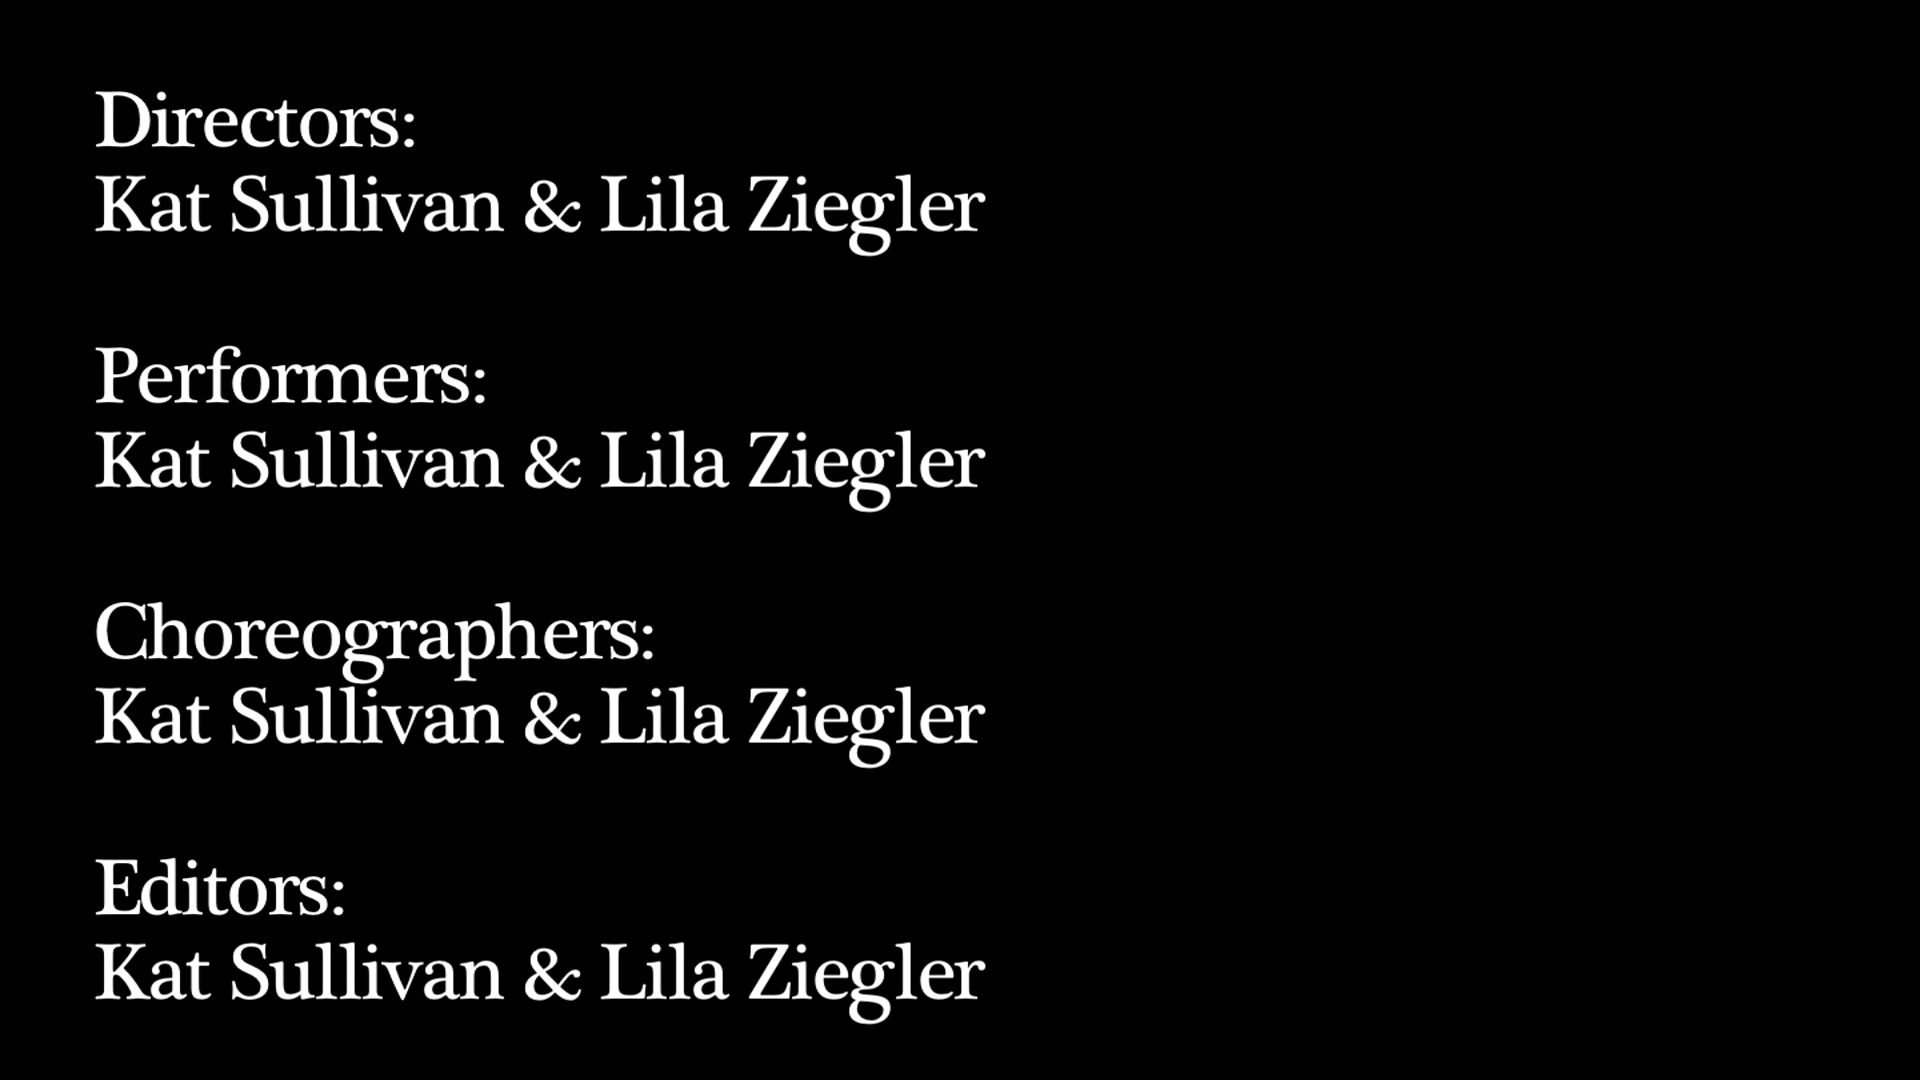 Directors:
Kat Sullivan & Lila Ziegler
Performers:
Kat Sullivan & Lila Ziegler
Choreographers:
Kat Sullivan & Lila Ziegler
Editors:
Kat Sullivan & Lila Ziegler